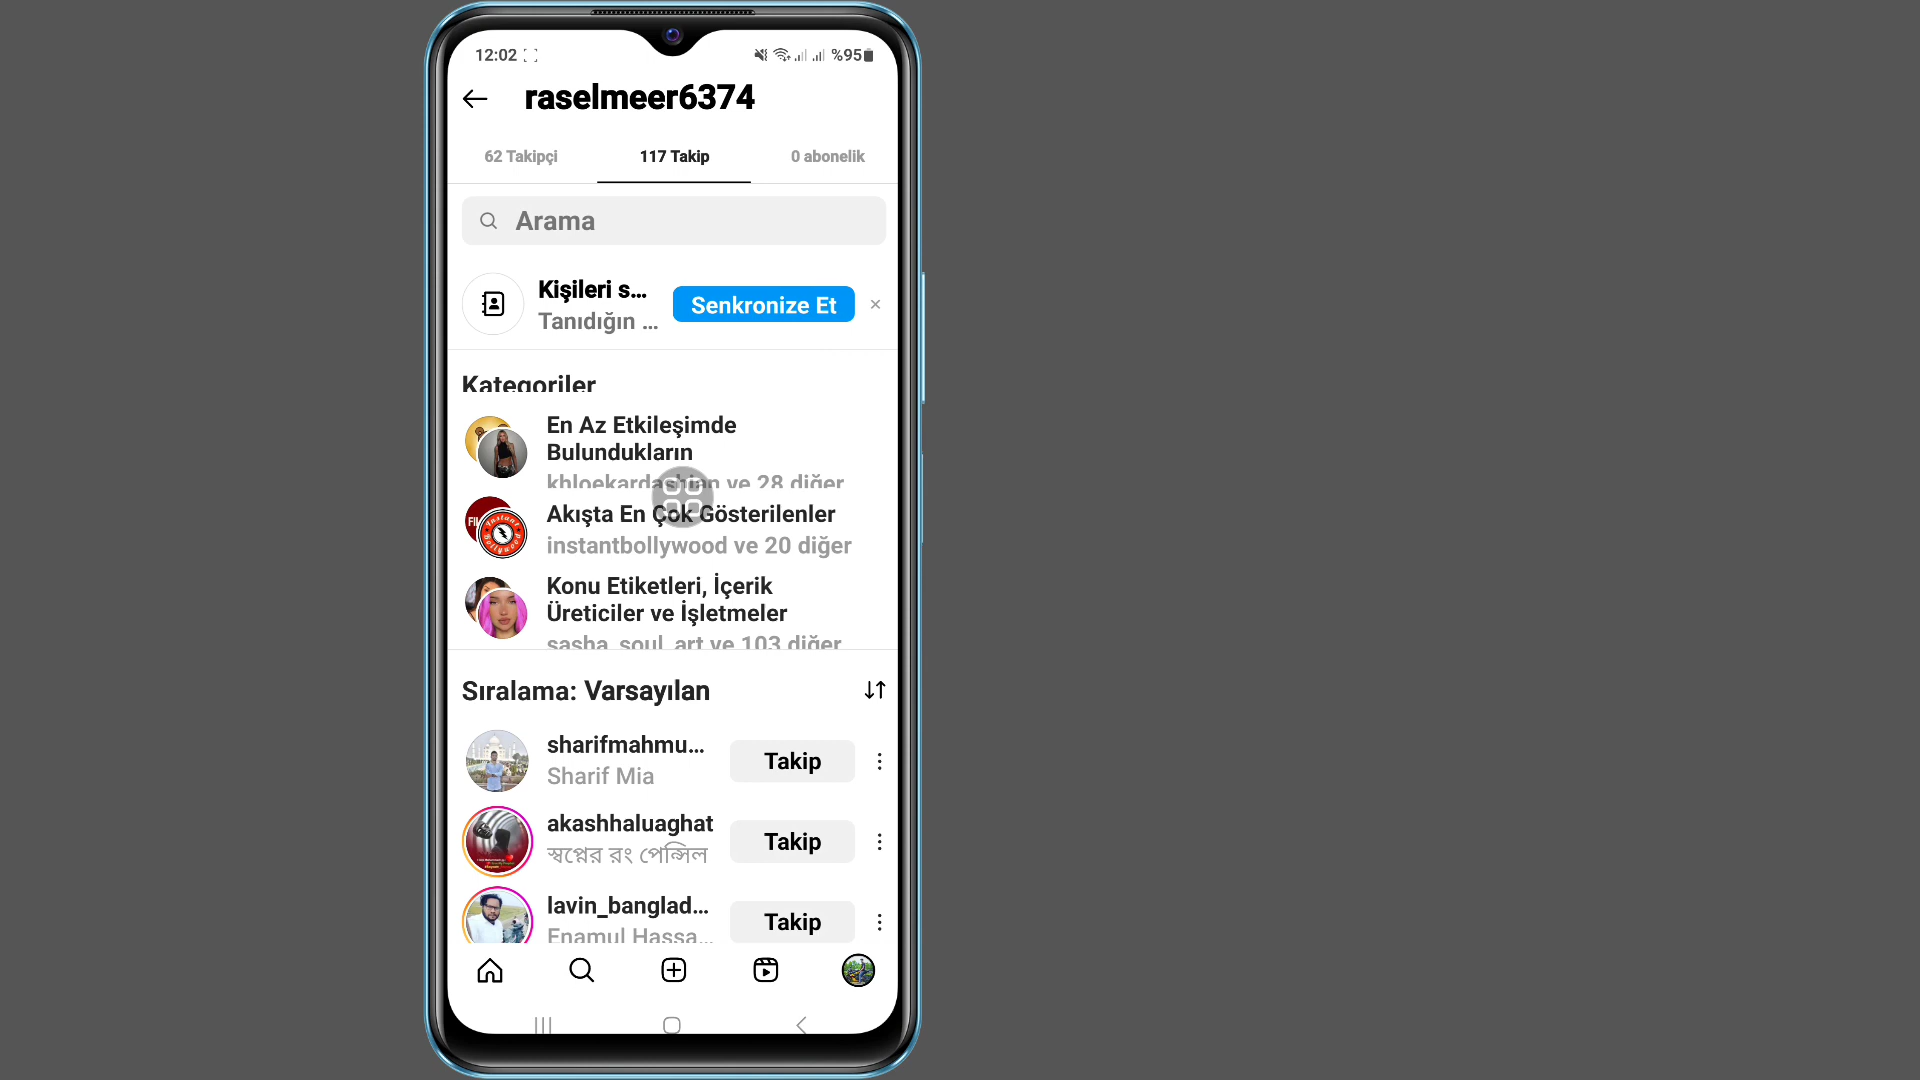 12:02
%95
raselmeer6374
62 Takipçi
117 Takip
0 abonelik
Arama
Kişileri s...
Tanıdığın ...
Senkronize Et
Kategoriler
En Az Etkileşimde
Bulundukların
khloekardashian ve 28 diğer
Akışta En Çok Gösterilenler
instantbollywood ve 20 diğer
Konu Etiketleri, İçerik
Üreticiler ve İşletmeler
sasha_soul_art ve 103 diğer
Sıralama: Varsayılan
sharifmahmu...
Sharif Mia
Takip
akashhaluaghat
স্বপ্নের রং পেন্সিল
Takip
lavin_banglad...
Enamul Hassa...
Takip